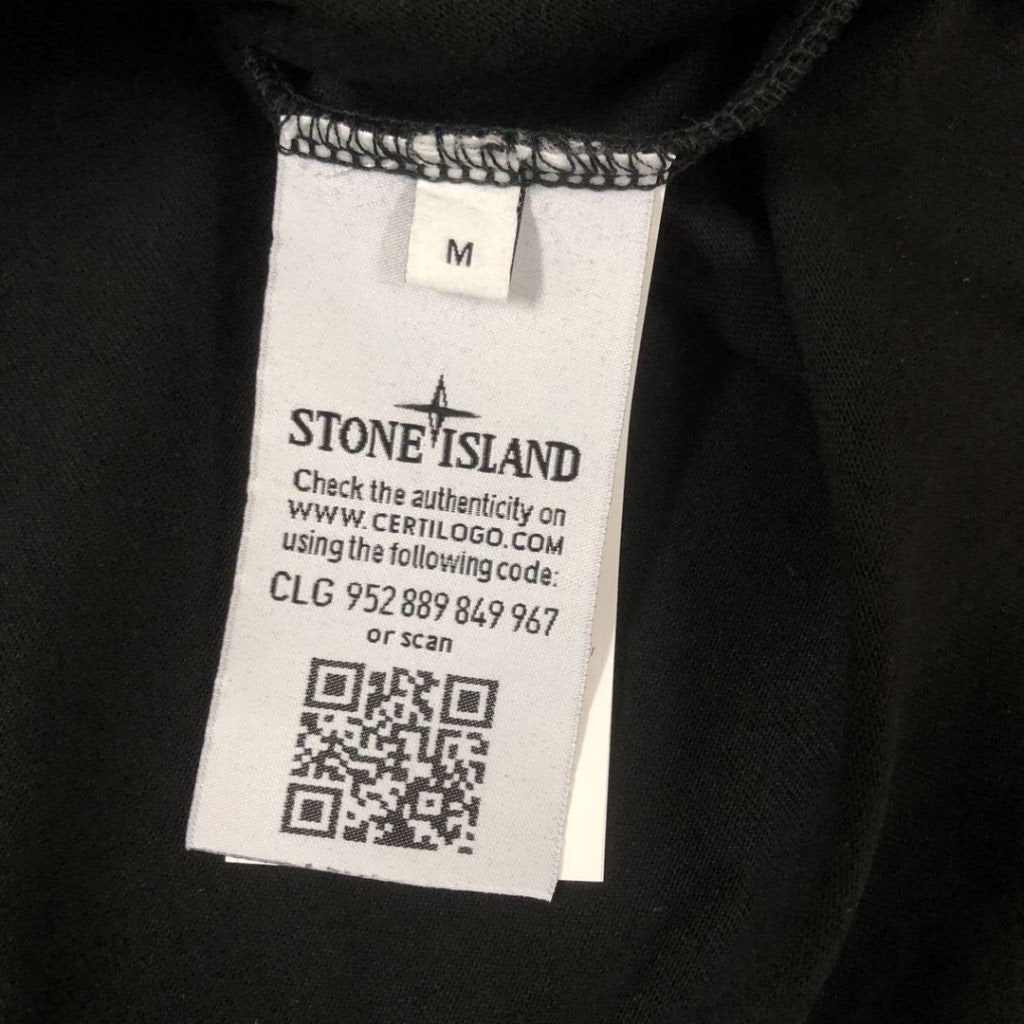 M
STONE ISLAND
Check the authenticity on
WWW.CERTILOGO.COM
using the following code:
CLG 952 889 849 967
or scan